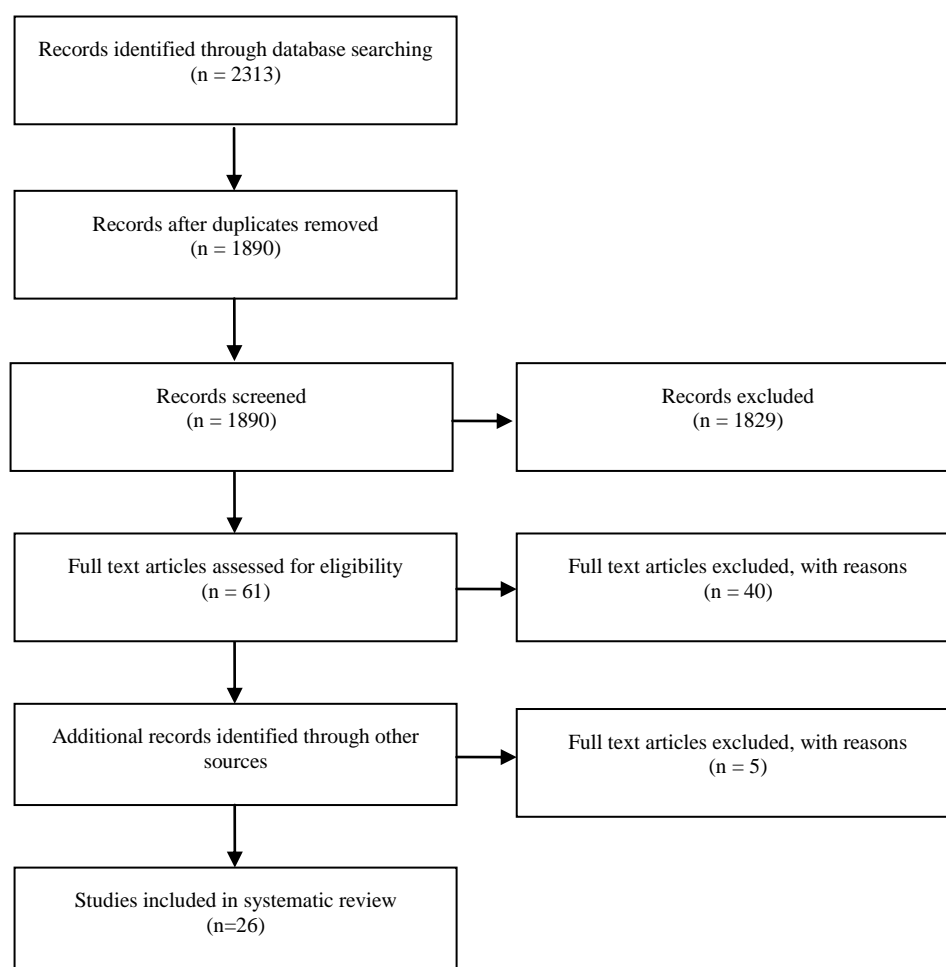 Records identified through database searching
(n = 2313)
Records after duplicates removed
(n = 1890)
Records screened
(n = 1890)
Records excluded
(n = 1829)
Full text articles assessed for eligibility
(n = 61)
Full text articles excluded, with reasons
(n = 40)
Additional records identified through other
sources
Full text articles excluded, with reasons
(n = 5)
Studies included in systematic review
(n=26)